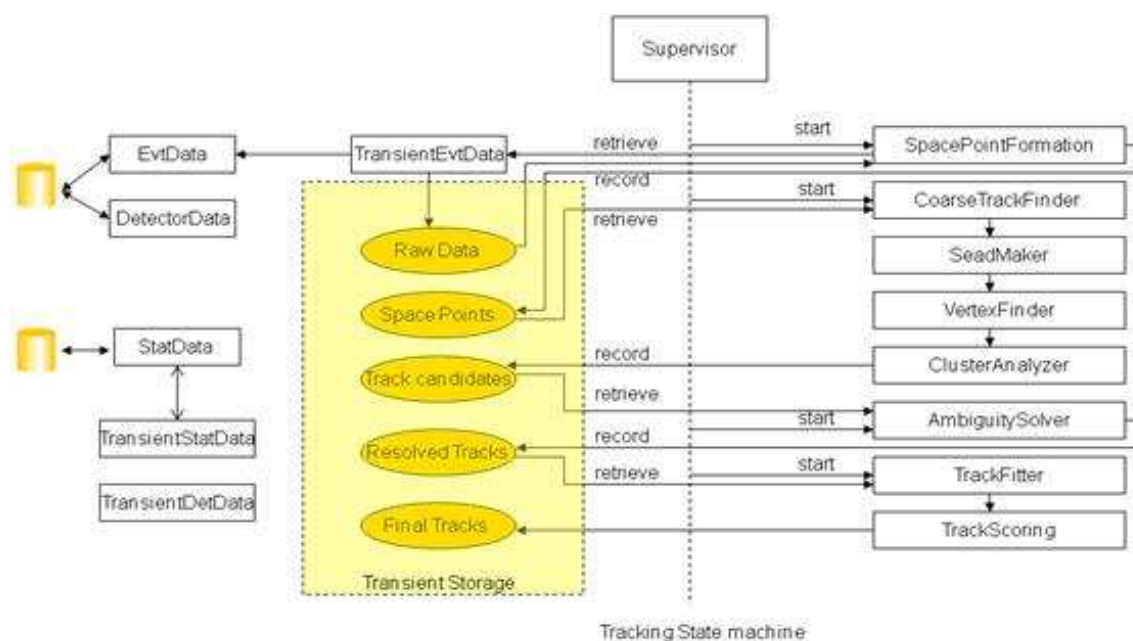 Supervisor
start
retrieve
EvtData
TransientEvtData
SpacePointFormation
record
start
DetectorData
CoarseTrackFinder
retrieve
Raw Data
SeadMaker
Space Points
VertexFinder
StatData
record
ClusterAnalyzer
Track candidates
retrieve
start
AmbiguitySolver
TransientStatData
record
Resolved Tracks
start
retrieve
TrackFitter
TransientDetData
Final Tracks
TrackScoring
Transient Storage
Tracking State machine